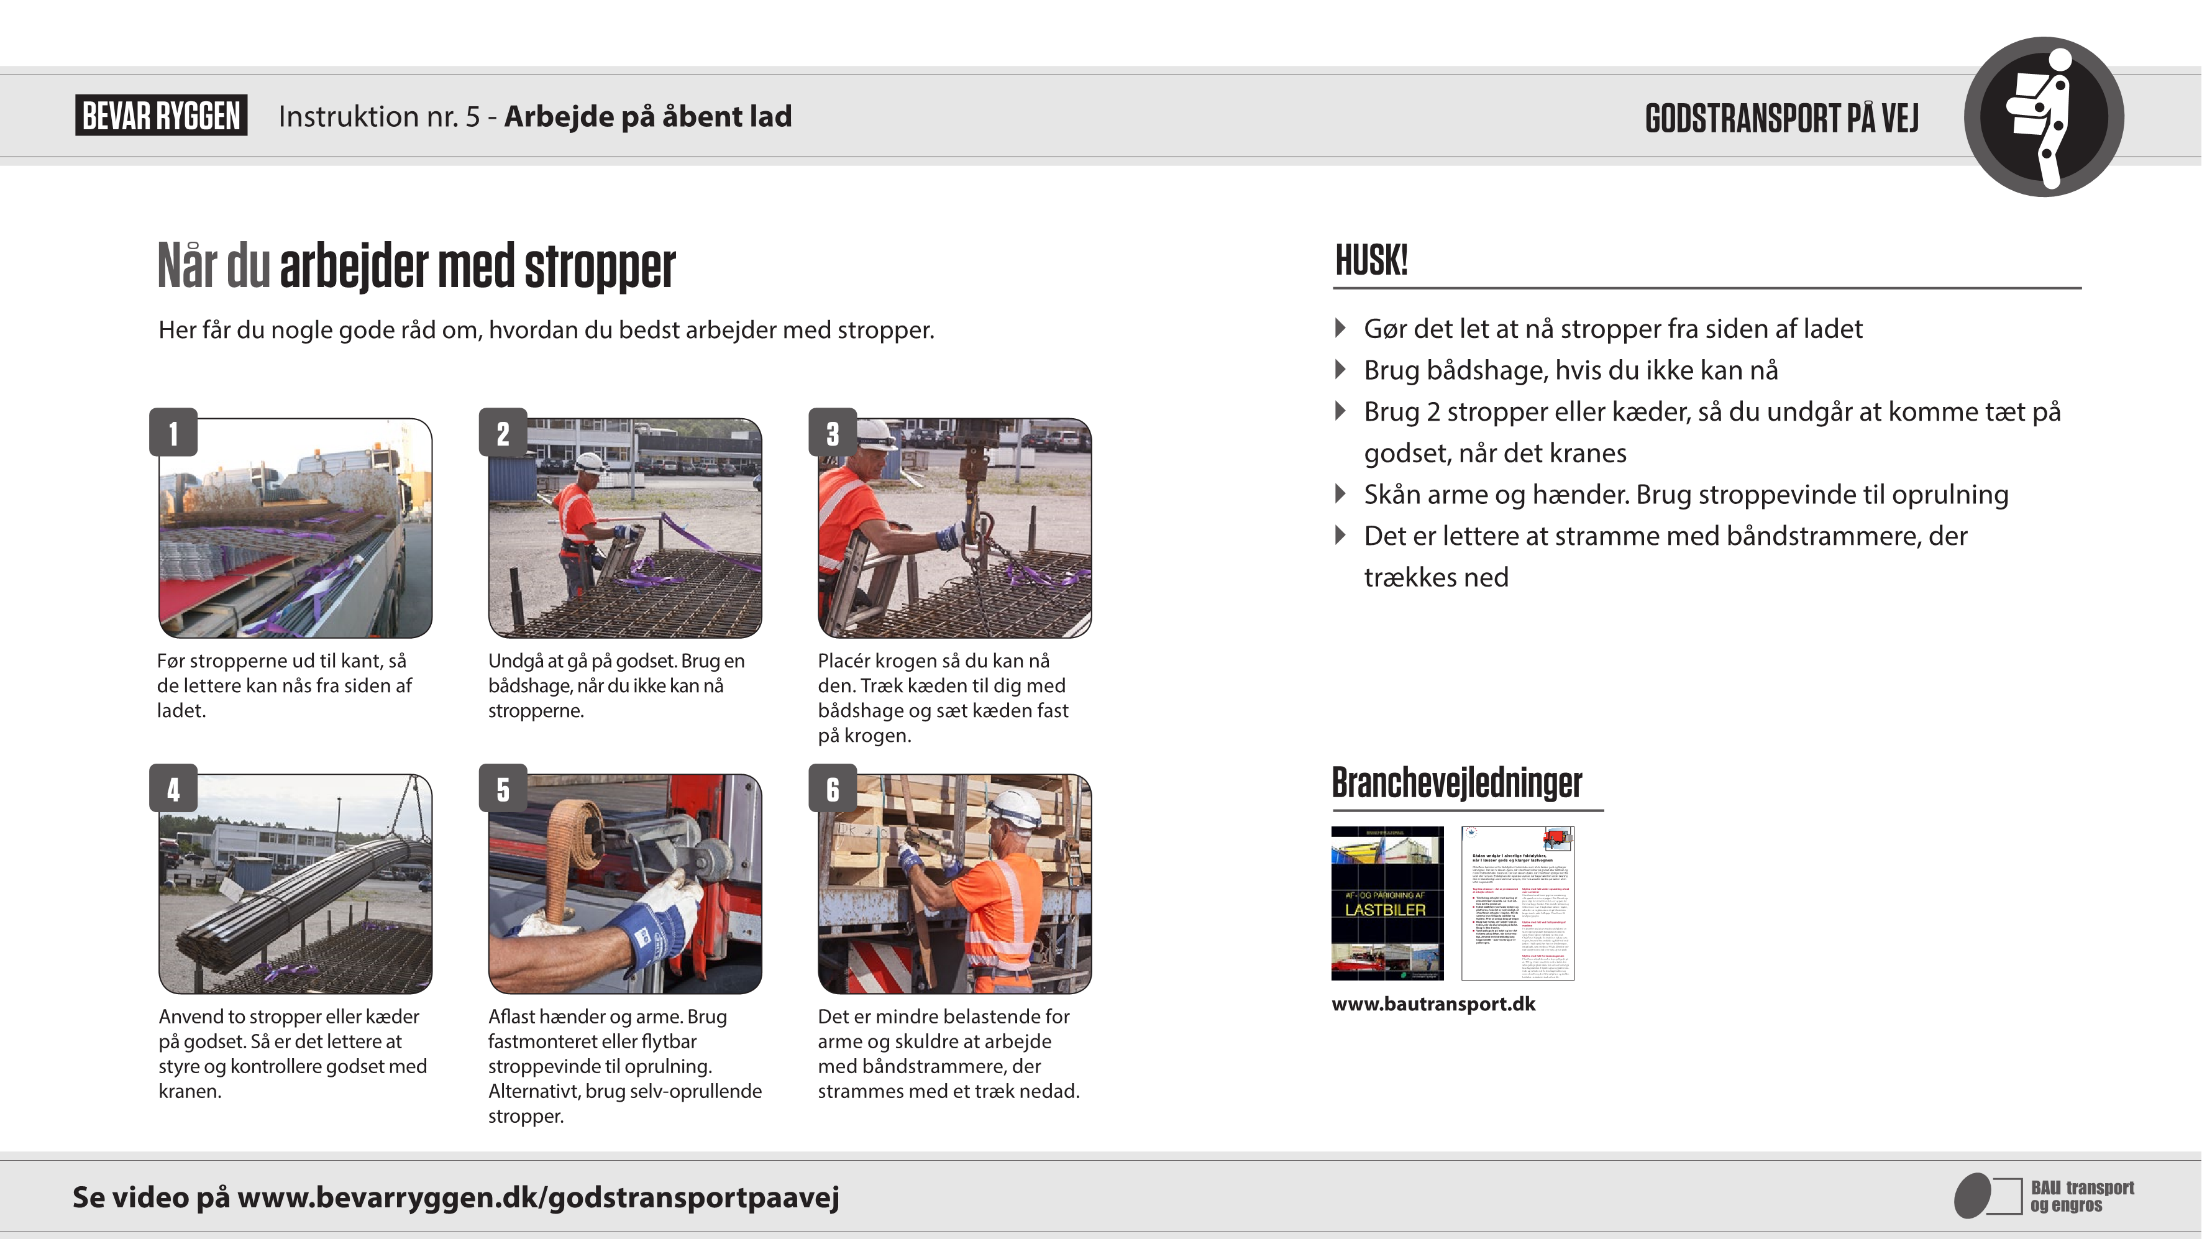 BEVAR RYGGEN
Instruktion nr. 5 - Arbejde på åbent lad
GODSTRANSPORT PÅ VEJ
Når du arbejder med stropper
Her får du nogle gode råd om, hvordan du bedst arbejder med stropper.
1
Før stropperne ud til kant, så
de lettere kan nås fra siden af
ladet.
2
Undgå at gå på godset. Brug en
bådshage, når du ikke kan nå
stropperne.
3
Placér krogen så du kan nå
den. Træk kæden til dig med
bådshage og sæt kæden fast
på krogen.
4
Anvend to stropper eller kæder
på godset. Så er det lettere at
styre og kontrollere godset med
kranen.
5
Aflast hænder og arme. Brug
fastmonteret eller flytbar
stroppevinde til oprulning.
Alternativt, brug selv-oprullende
stropper.
6
Det er mindre belastende for
arme og skuldre at arbejde
med båndstrammere, der
strammes med et træk nedad.
HUSK!
Gør det let at nå stropper fra siden af ladet
Brug bådshage, hvis du ikke kan nå
Brug 2 stropper eller kæder, så du undgår at komme tæt på
godset, når det kranes
Skån arme og hænder. Brug stroppevinde til oprulning
Det er lettere at stramme med båndstrammere, der
trækkes ned
Branchevejledninger
AF- OG PÅRIGNING AF
LASTBILER
www.bautransport.dk
Se video på www.bevarryggen.dk/godstransportpaavej
BAU transport
og engros